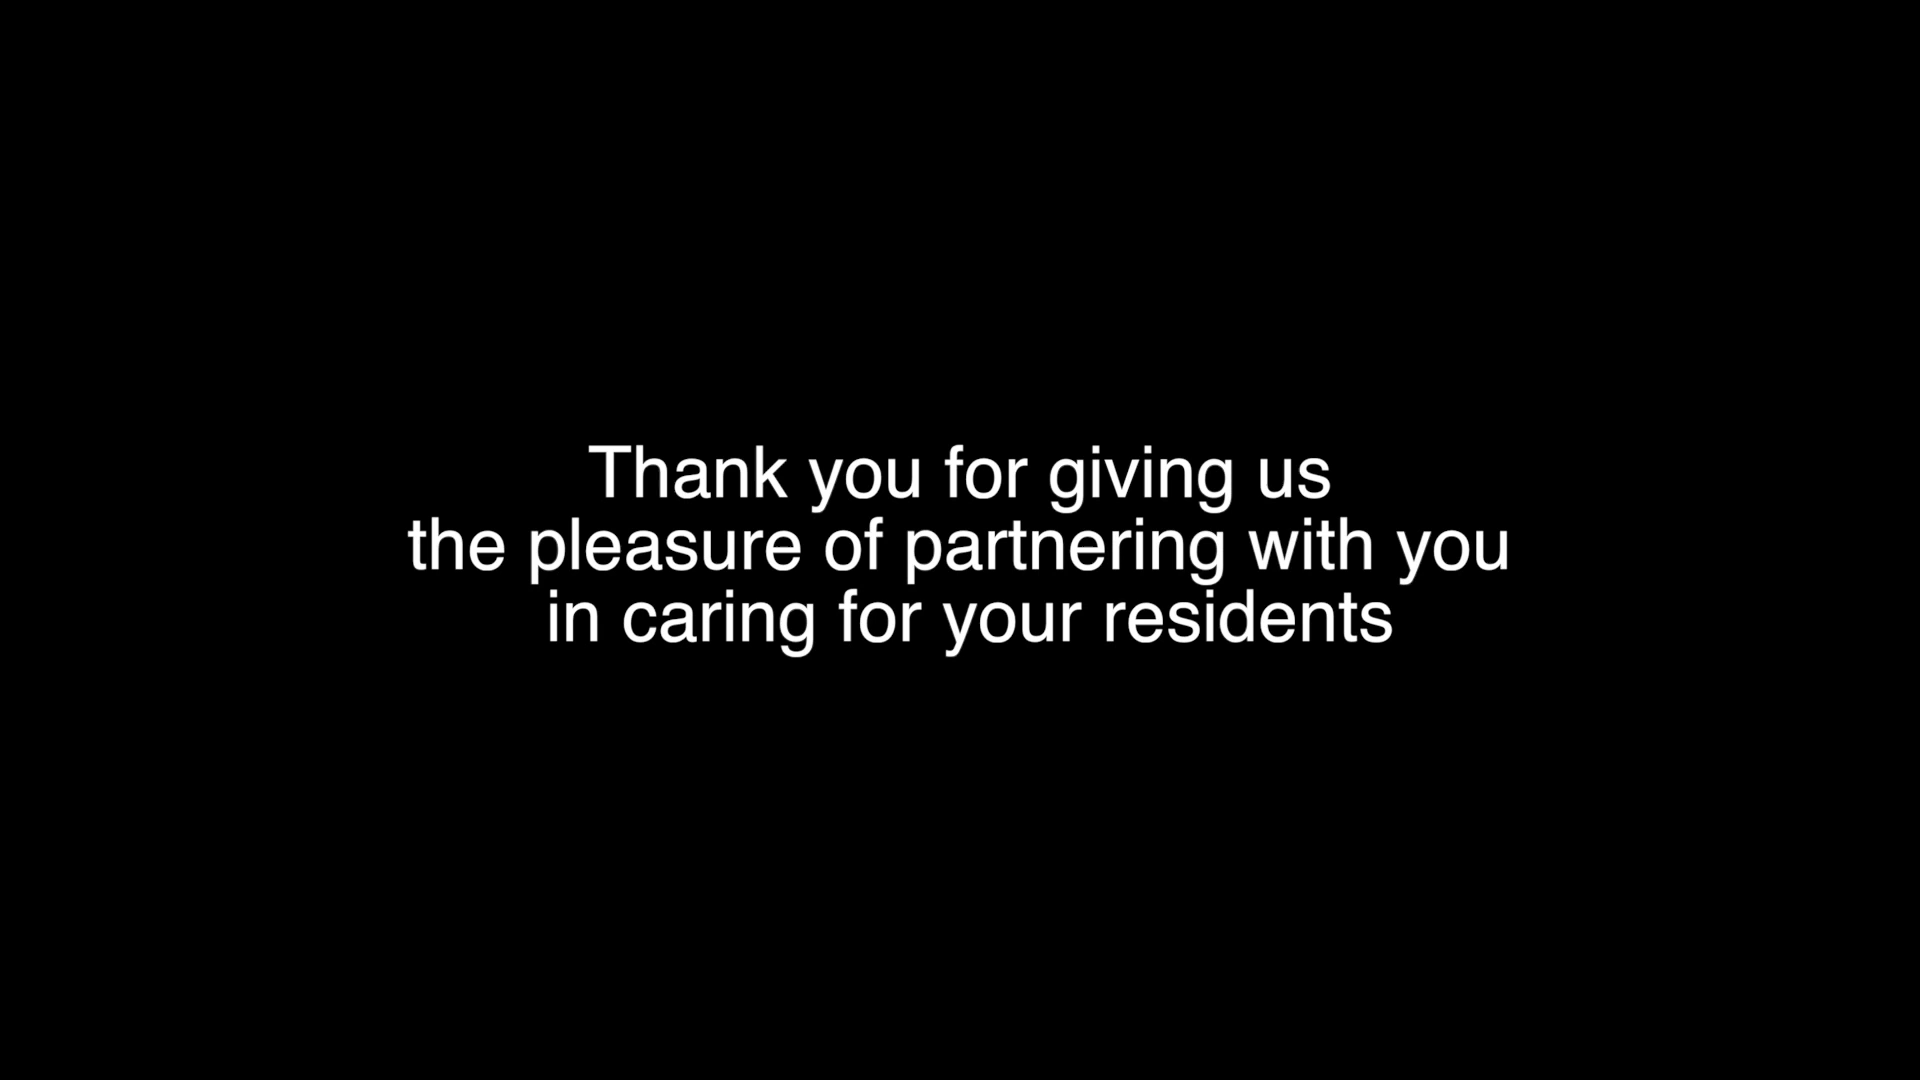 Thank you for giving us
the pleasure of partnering with you
in caring for your residents